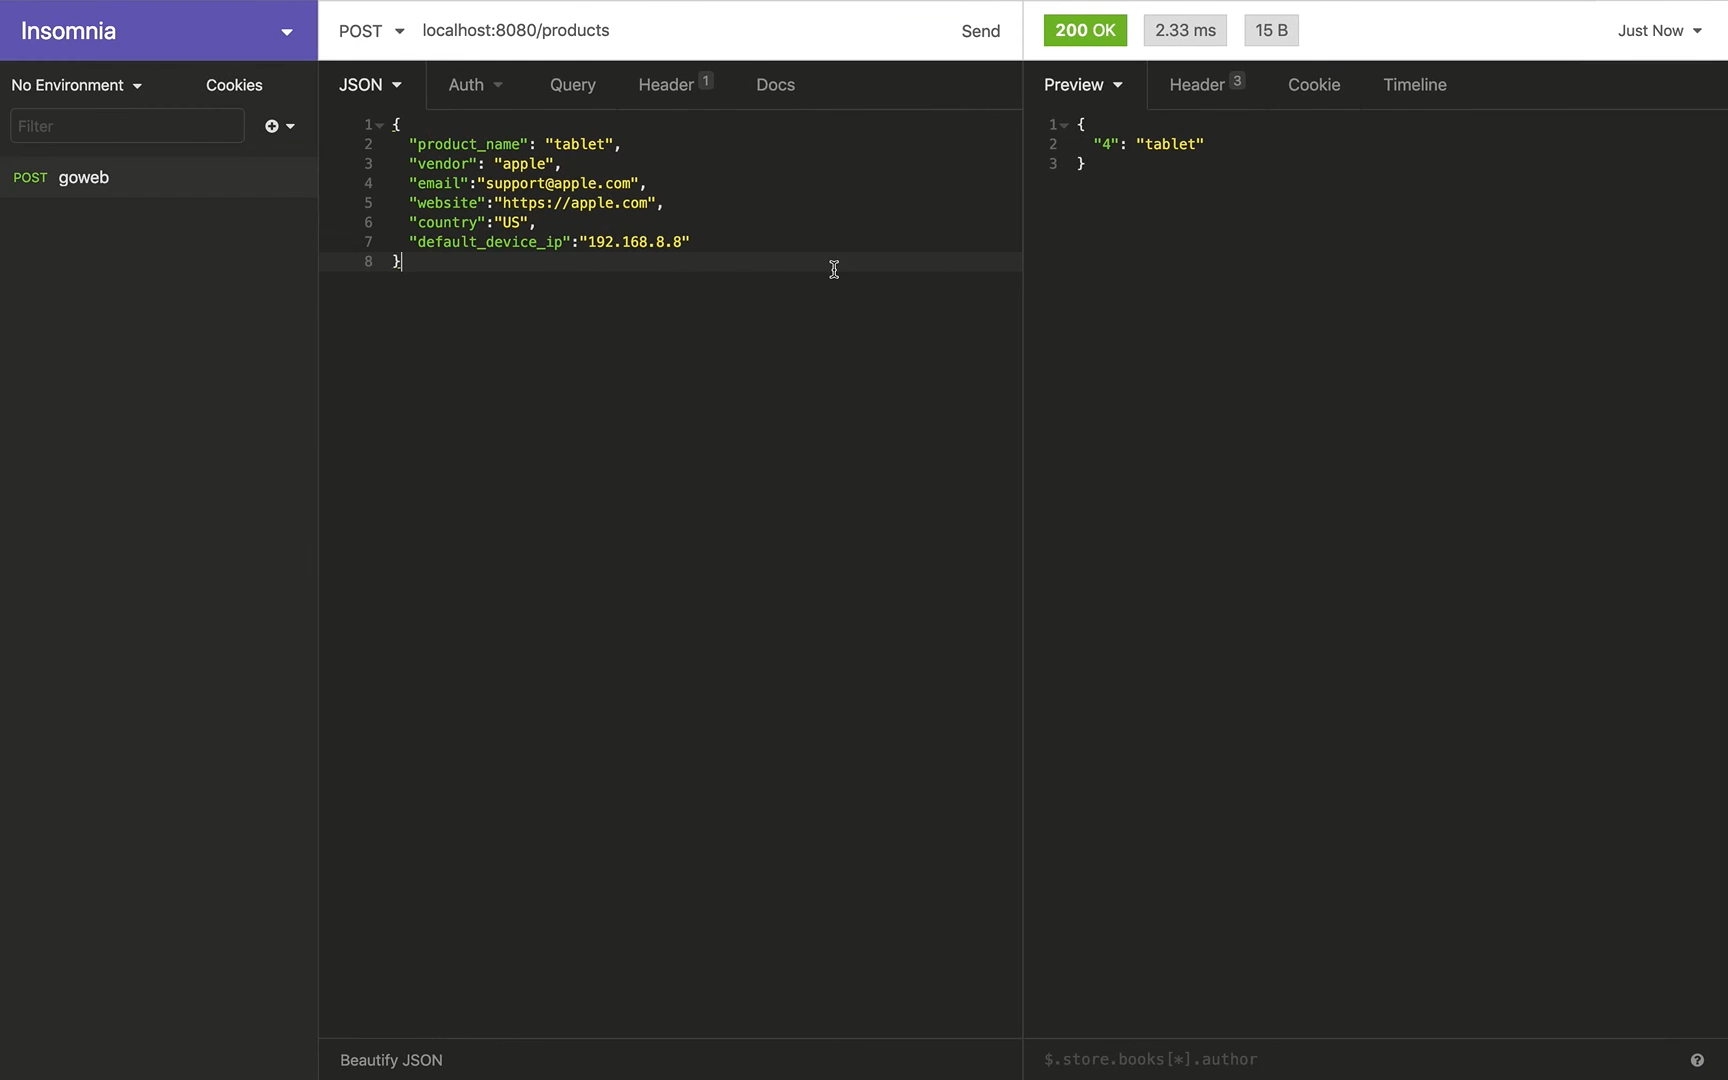 Insomnia
POST localhost:8080/products Send
200 OK 2.33 ms 15 B Just Now
No Environment Cookies
JSON Auth Query Header 1 Docs
Preview Header 3 Cookie Timeline
Filter
POST goweb
1 {
2 "product_name": "tablet",
3 "vendor": "apple",
4 "email":"support@apple.com",
5 "website":"https://apple.com",
6 "country":"US",
7 "default_device_ip":"192.168.8.8"
8 }
1 {
2 "4": "tablet"
3 }
Beautify JSON
$.store.books[*].author
?